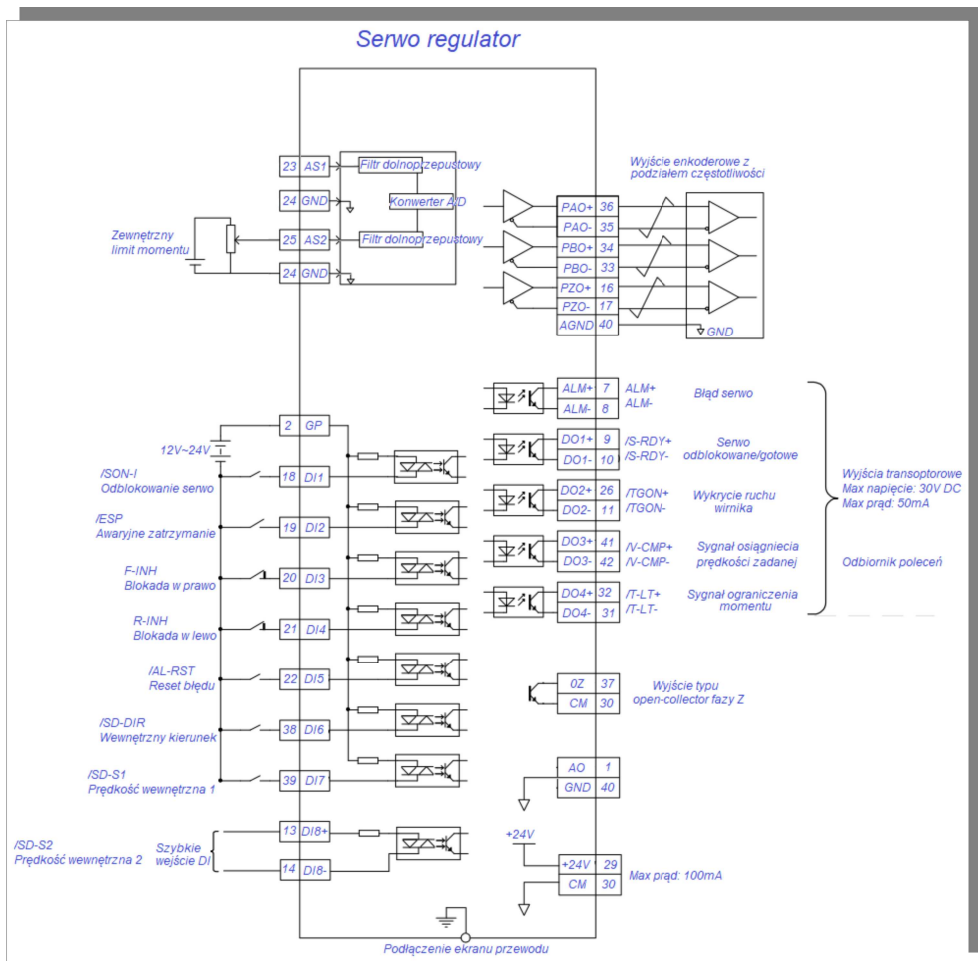 Serwo regulator
23 AS1
24 GND
25 AS2
24 GND
Filtr dolnoprzepustowy
Konwerter A/D
Filtr dolnoprzepustowy
Zewnętrzny
limit momentu
Wyjście enkoderowe z
podziałem częstotliwości
PAO+ 36
PAO- 35
PBO+ 34
PBO- 33
PZO+ 16
PZO- 17
AGND 40
GND
2 GP
12V~24V
/SON-I
Odblokowanie serwo
18 DI1
/ESP
Awaryjne zatrzymanie
19 DI2
F-INH
Blokada w prawo
20 DI3
R-INH
Blokada w lewo
21 DI4
/AL-RST
Reset błędu
22 DI5
/SD-DIR
Wewnętrzny kierunek
38 DI6
/SD-S1
Prędkość wewnętrzna 1
39 DI7
/SD-S2
Prędkość wewnętrzna 2
Szybkie
wejście DI
13 DI8+
14 DI8-
ALM+ 7 ALM+
ALM- 8 ALM-
Błąd serwo
DO1+ 9 /S-RDY+
DO1- 10 /S-RDY-
Serwo
odblokowane/gotowe
DO2+ 26 /TGON+
DO2- 11 /TGON-
Wykrycie ruchu
wirnika
DO3+ 41 /V-CMP+
DO3- 42 /V-CMP-
Sygnał osiągniecia
prędkości zadanej
DO4+ 32 /T-LT+
DO4- 31 /T-LT-
Sygnał ograniczenia
momentu
Wyjścia transoptorowe
Max napięcie: 30V DC
Max prąd: 50mA
Odbiornik poleceń
0Z 37
CM 30
Wyjście typu
open-collector fazy Z
AO 1
GND 40
+24V
+24V 29
CM 30
Max prąd: 100mA
Podłączenie ekranu przewodu